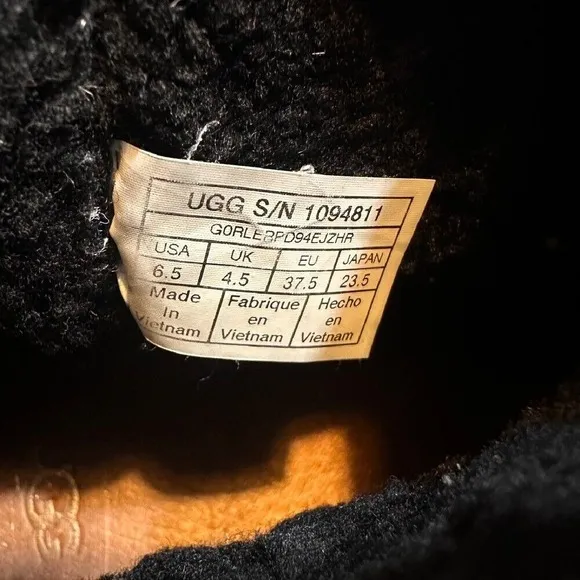 UGG S/N 1094811
G0RLEBPD94EJZHR
USA UK EU JAPAN
6.5 4.5 37.5 23.5
Made Fabrique Hecho
In en en
Vietnam Vietnam Vietnam